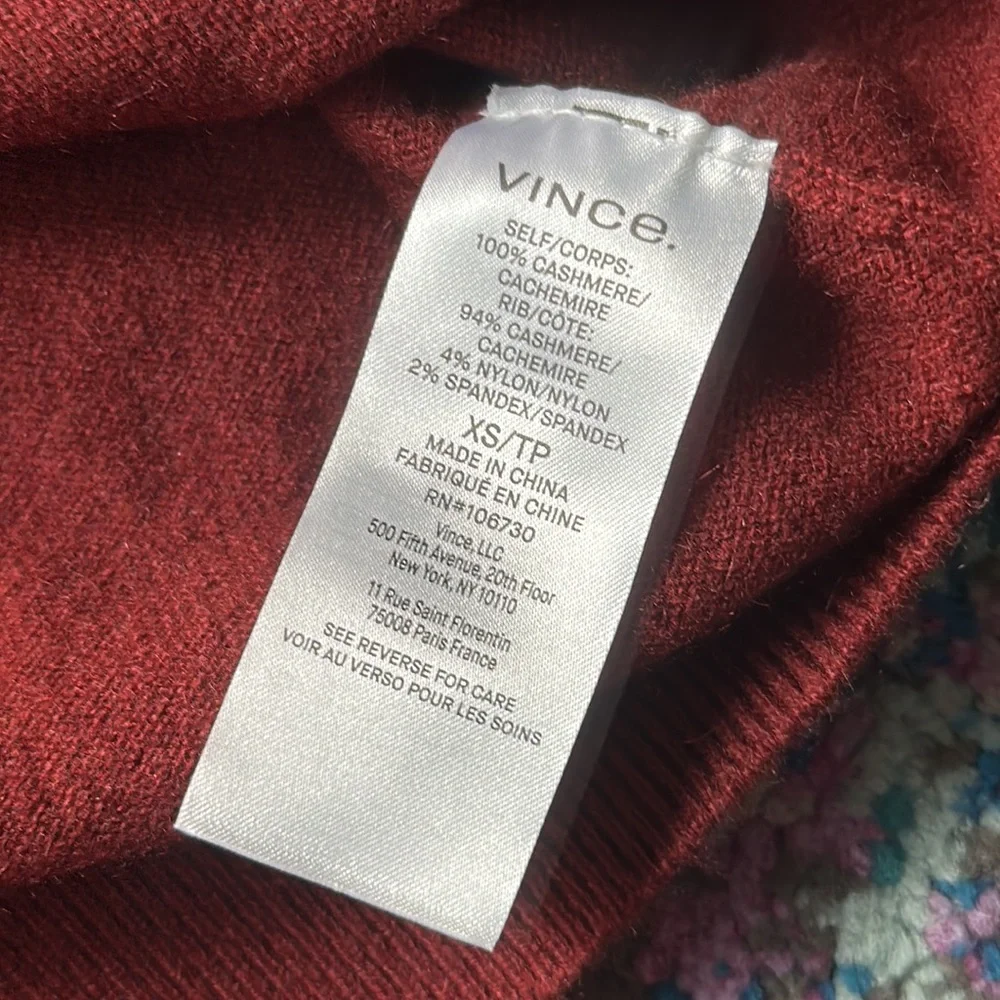 VINCe.
SELF/CORPS:
100% CASHMERE/
CACHEMIRE
RIB/CÔTE:
94% CASHMERE/
CACHEMIRE
4% NYLON/NYLON
2% SPANDEX/SPANDEX
XS/TP
MADE IN CHINA
FABRIQUÉ EN CHINE
RN#106730
Vince, LLC
500 Fifth Avenue, 20th Floor
New York, NY 10110
11 Rue Saint Florentin
75008 Paris France
SEE REVERSE FOR CARE
VOIR AU VERSO POUR LES SOINS